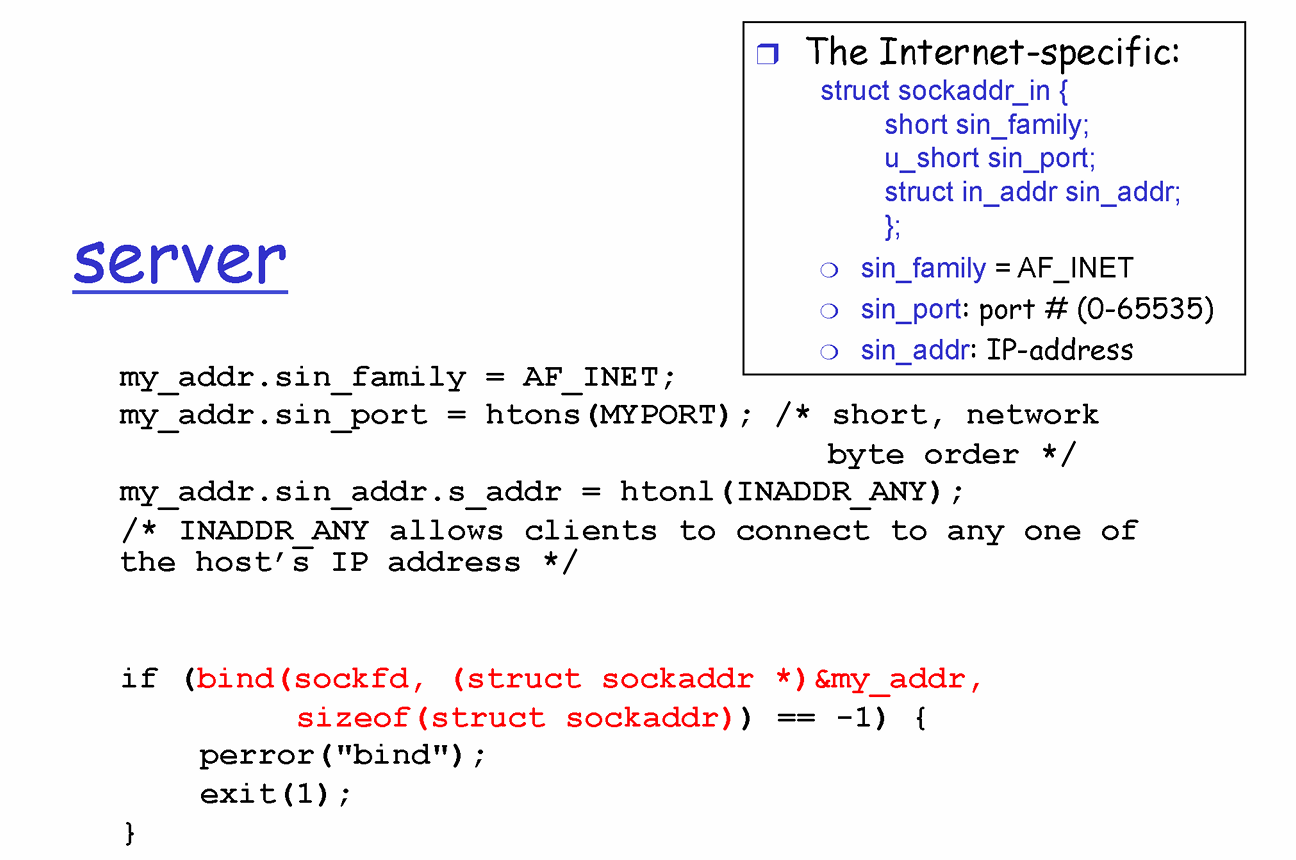 The Internet-specific:
struct sockaddr_in {
short sin_family;
u_short sin_port;
struct in_addr sin_addr;
};
sin_family = AF_INET
sin_port: port # (0-65535)
sin_addr: IP-address
server
my_addr.sin_family = AF_INET;
my_addr.sin_port = htons(MYPORT); /* short, network
byte order */
my_addr.sin_addr.s_addr = htonl(INADDR_ANY);
/* INADDR_ANY allows clients to connect to any one of
the host’s IP address */
if (bind(sockfd, (struct sockaddr *)&my_addr,
sizeof(struct sockaddr)) == -1) {
perror("bind");
exit(1);
}